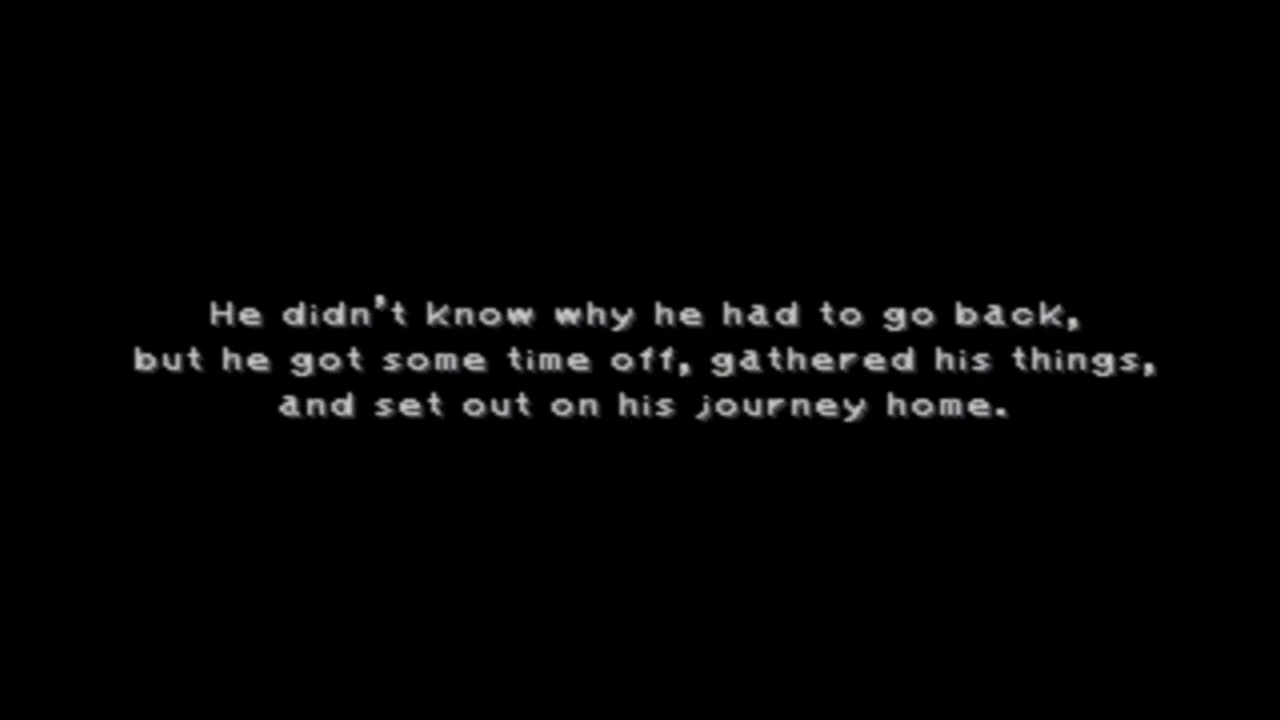 He didn't know why he had to go back,
but he got some time off, gathered his things,
and set out on his journey home.